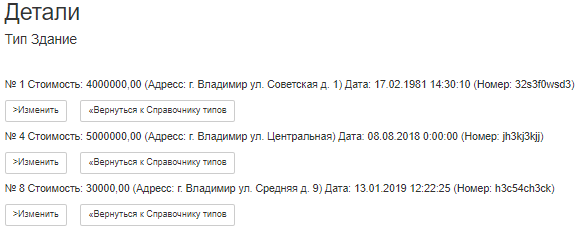 Детали
Тип Здание
№ 1 Стоимость: 4000000,00 (Адресс: г. Владимир ул. Советская д. 1) Дата: 17.02.1981 14:30:10 (Номер: 32s3f0wsd3)
>Изменить «Вернуться к Справочнику типов
№ 4 Стоимость: 5000000,00 (Адресс: г. Владимир ул. Центральная) Дата: 08.08.2018 0:00:00 (Номер: jh3kj3kjj)
>Изменить «Вернуться к Справочнику типов
№ 8 Стоимость: 30000,00 (Адресс: г. Владимир ул. Средняя д. 9) Дата: 13.01.2019 12:22:25 (Номер: h3c54ch3ck)
>Изменить «Вернуться к Справочнику типов